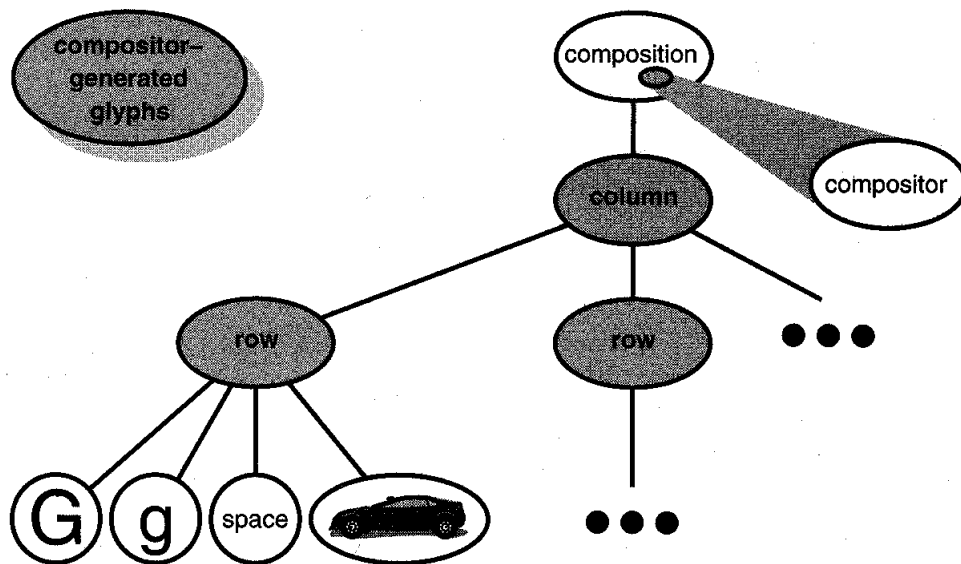 compositor–
generated
glyphs
composition
compositor
column
row
row
G
g
space